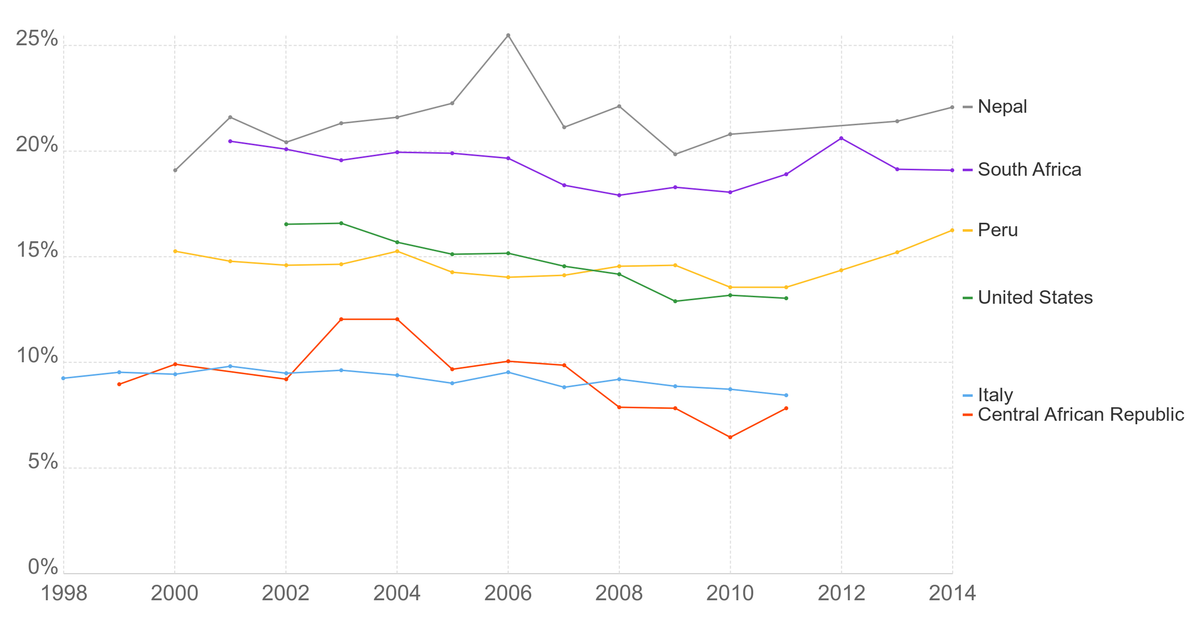 25%
20%
15%
10%
5%
0%
1998 2000 2002 2004 2006 2008 2010 2012 2014
Nepal
South Africa
Peru
United States
Italy
Central African Republic